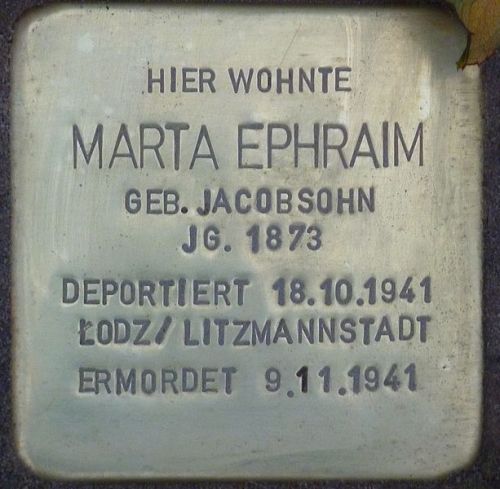 HIER WOHNTE
MARTA EPHRAIM
GEB. JACOBSOHN
JG. 1873
DEPORTIERT 18.10.1941
ŁODZ/ LITZMANNSTADT
ERMORDET 9.11.1941